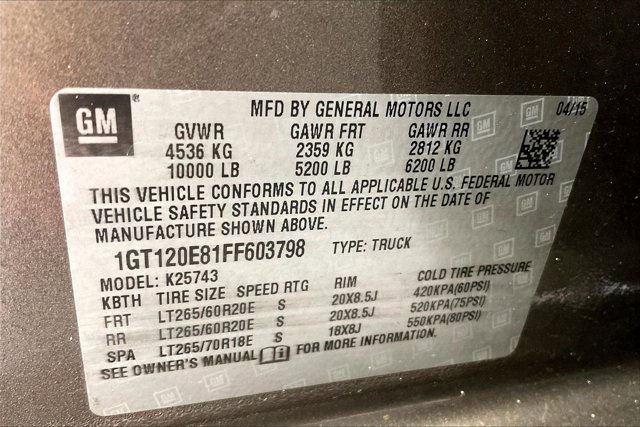 GM
MFD BY GENERAL MOTORS LLC 04/15
GVWR GAWR FRT GAWR RR
4536 KG 2359 KG 2812 KG
10000 LB 5200 LB 6200 LB
THIS VEHICLE CONFORMS TO ALL APPLICABLE U.S. FEDERAL MOTOR
VEHICLE SAFETY STANDARDS IN EFFECT ON THE DATE OF
MANUFACTURE SHOWN ABOVE.
1GT120E81FF603798 TYPE: TRUCK
MODEL: K25743
KBTH TIRE SIZE SPEED RTG RIM COLD TIRE PRESSURE
FRT LT265/60R20E S 20X8.5J 420KPA(60PSI)
RR LT265/60R20E S 20X8.5J 520KPA(75PSI)
SPA LT265/70R18E S 18X8J 550KPA(80PSI)
SEE OWNER'S MANUAL FOR MORE INFORMATION.